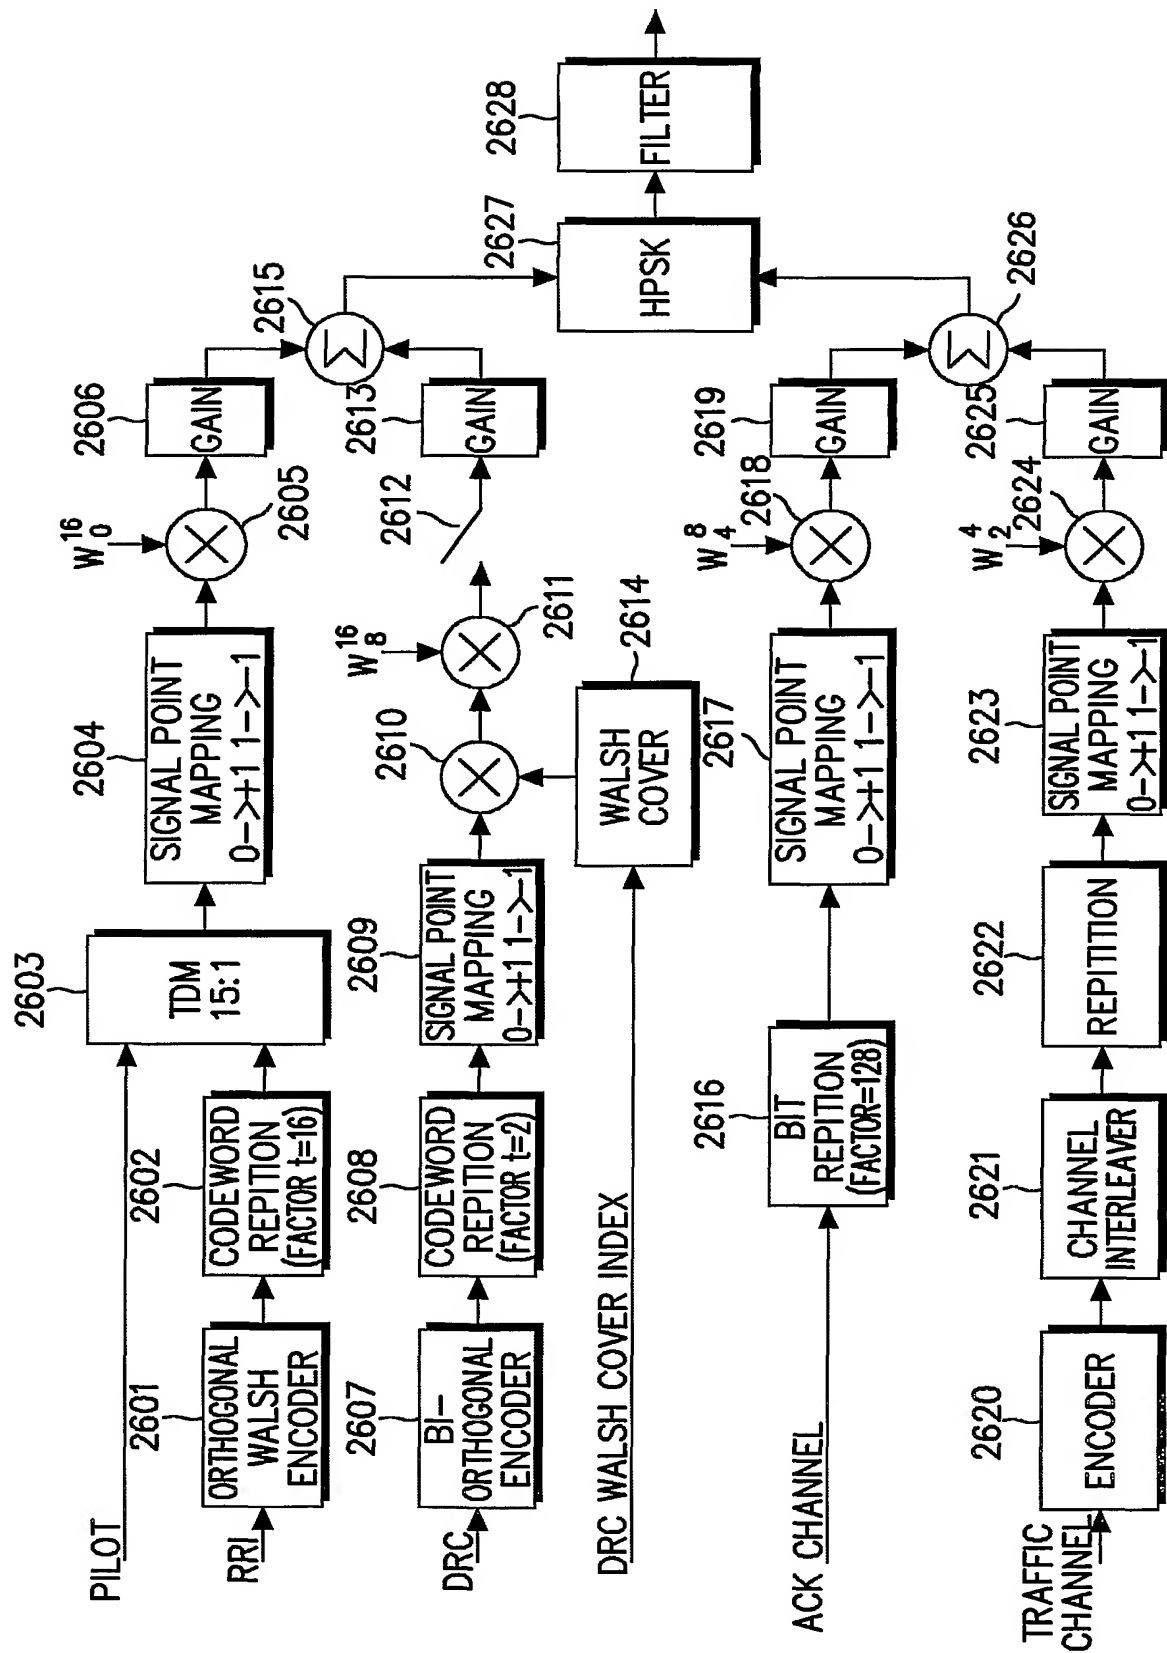 PILOT
RRI
2601
ORTHOGONAL
WALSH
ENCODER
2602
CODEWORD
REPITION
(FACTOR t=16)
2603
TDM
15:1
2604
SIGNAL POINT
MAPPING
0->+1 1->-1
W 16 0
2605
2606
GAIN
2615
Σ
DRC
2607
BI-
ORTHOGONAL
ENCODER
2608
CODEWORD
REPITION
(FACTOR t=2)
2609
SIGNAL POINT
MAPPING
0->+1 1->-1
2610
W 16 8
2611
2612
2613
GAIN
DRC WALSH COVER INDEX
2614
WALSH
COVER
2627
HPSK
2628
FILTER
ACK CHANNEL
2616
BIT
REPITION
(FACTOR=128)
2617
SIGNAL POINT
MAPPING
0->+1 1->-1
W 8 4
2618
2619
GAIN
2626
Σ
TRAFFIC
CHANNEL
2620
ENCODER
2621
CHANNEL
INTERLEAVER
2622
REPITITION
2623
SIGNAL POINT
MAPPING
0->+1 1->-1
W 4 2
2624
2625
GAIN